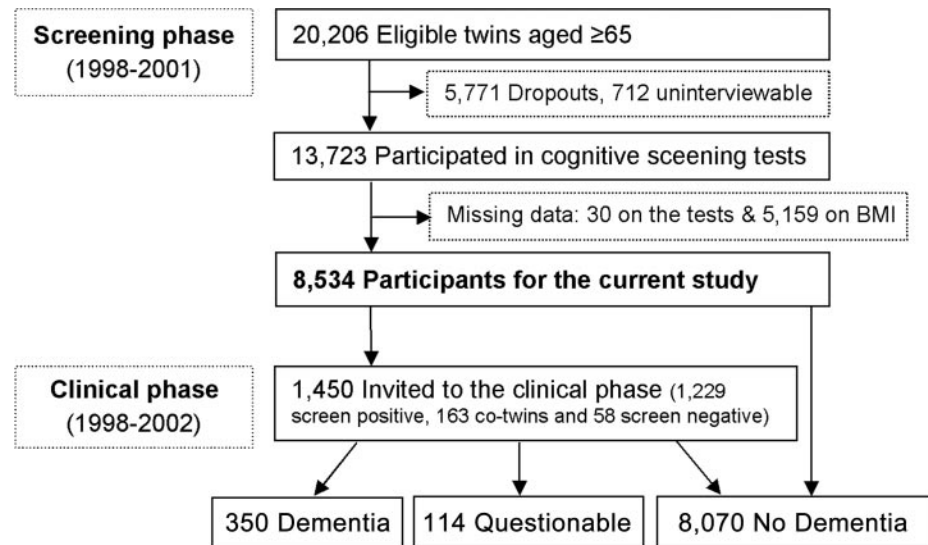 Screening phase
(1998-2001)
20,206 Eligible twins aged ≥65
5,771 Dropouts, 712 uninterviewable
13,723 Participated in cognitive sceening tests
Missing data: 30 on the tests & 5,159 on BMI
8,534 Participants for the current study
Clinical phase
(1998-2002)
1,450 Invited to the clinical phase (1,229
screen positive, 163 co-twins and 58 screen negative)
350 Dementia
114 Questionable
8,070 No Dementia